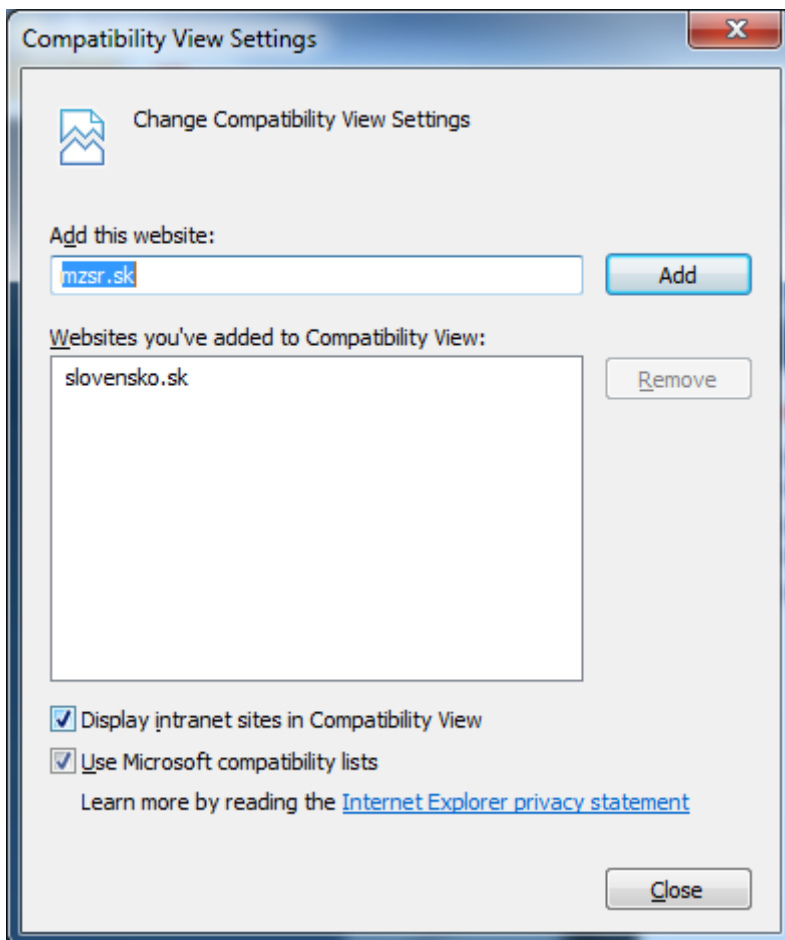 Compatibility View Settings
Change Compatibility View Settings
Add this website:
mzsr.sk
Add
Websites you've added to Compatibility View:
slovensko.sk
Remove
Display intranet sites in Compatibility View
Use Microsoft compatibility lists
Learn more by reading the Internet Explorer privacy statement
Close